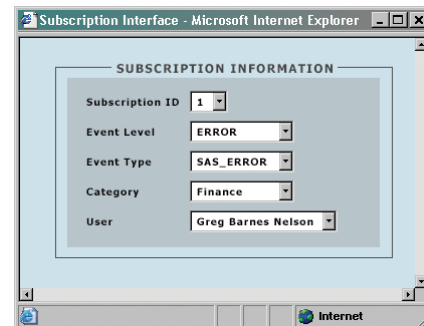 Subscription Interface - Microsoft Internet Explorer
SUBSCRIPTION INFORMATION
Subscription ID 1
Event Level ERROR
Event Type SAS_ERROR
Category Finance
User Greg Barnes Nelson
Internet